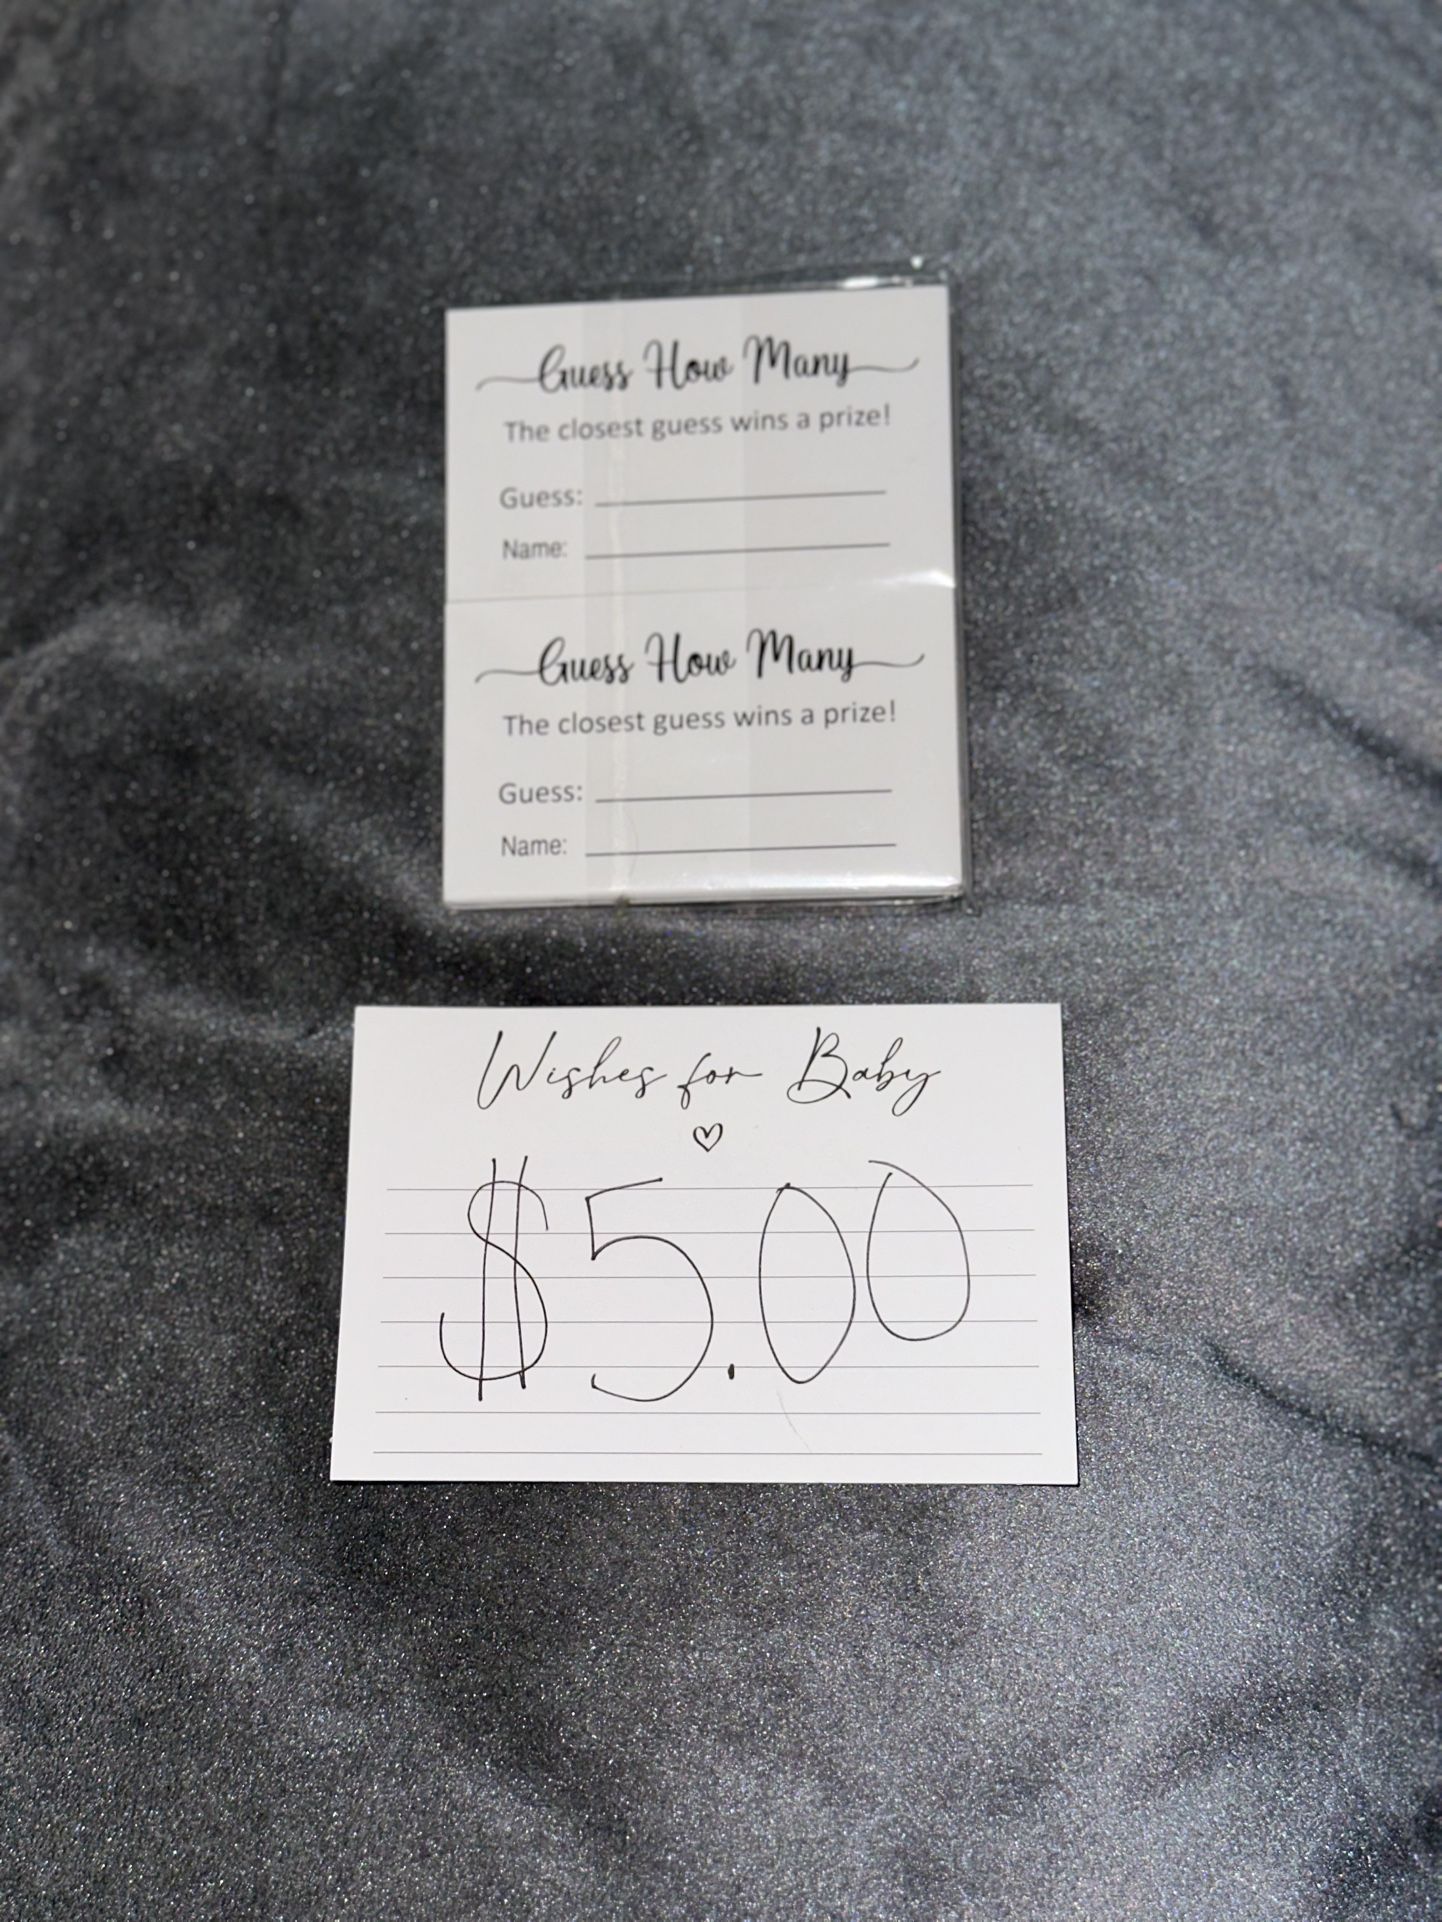 Guess How Many
The closest guess wins a prize!
Guess:
Name:
Guess How Many
The closest guess wins a prize!
Guess:
Name:
Wishes for Baby
$5.00